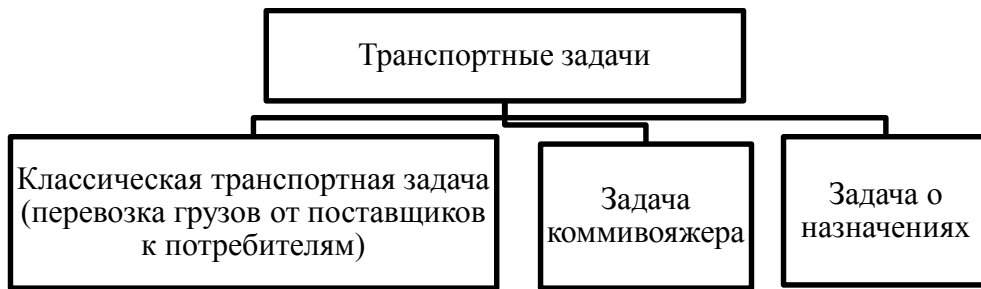 Транспортные задачи
Классическая транспортная задача
(перевозка грузов от поставщиков
к потребителям)
Задача
коммивояжера
Задача о
назначениях